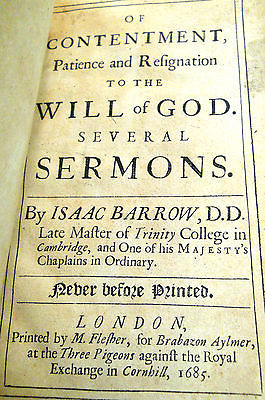 OF
CONTENTMENT,
Patience and Reſignation
TO THE
WILL of GOD.
SEVERAL
SERMONS.
By ISAAC BARROW, D.D.
Late Maſter of Trinity College in
Cambridge, and One of his MAJESTY'S
Chaplains in Ordinary.
Never before Printed.
LONDON,
Printed by M. Fleſher, for Brabazon Aylmer,
at the Three Pigeons againſt the Royal
Exchange in Cornhill, 1685.